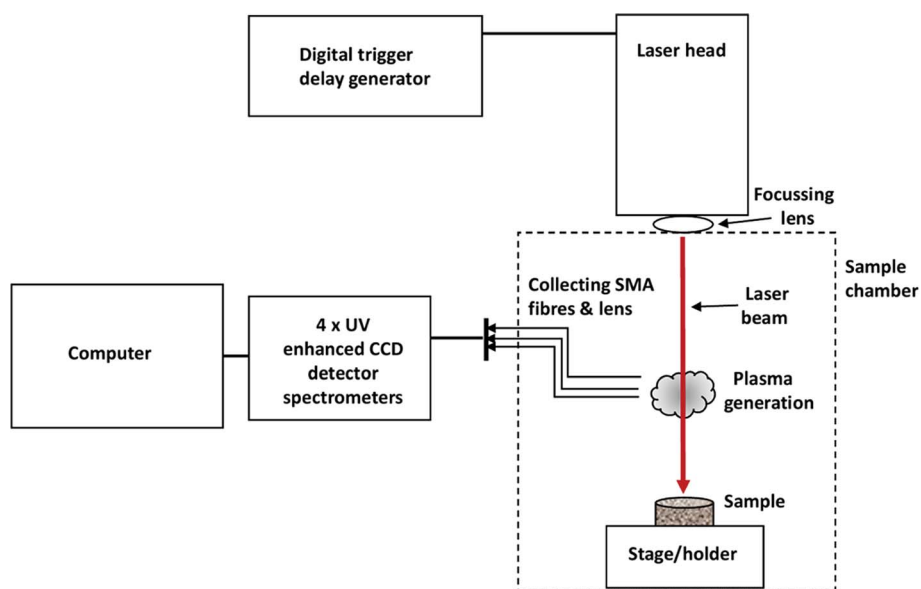 Digital trigger
delay generator
Laser head
Focussing
lens
Sample
chamber
Collecting SMA
fibres & lens
Laser
beam
Computer
4 x UV
enhanced CCD
detector
spectrometers
Plasma
generation
Sample
Stage/holder